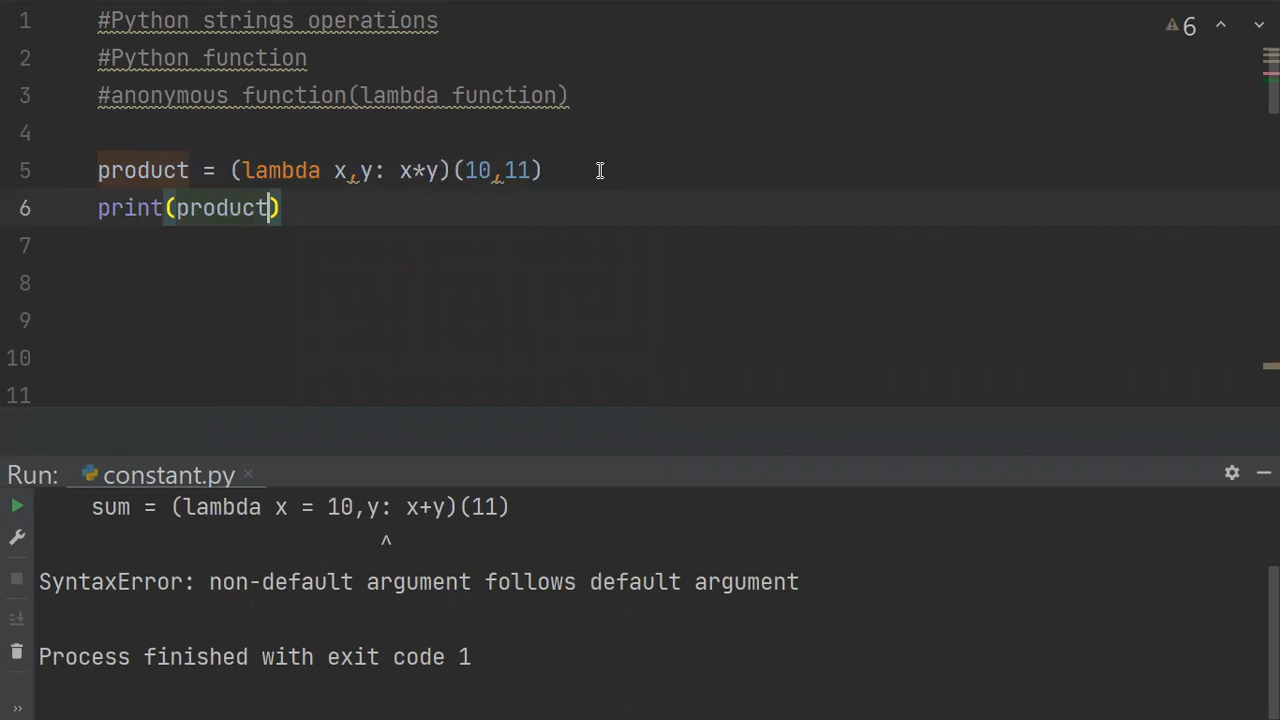 1 #Python strings operations
2 #Python function
3 #anonymous function(lambda function)
4
5 product = (lambda x,y: x*y)(10,11)
6 print(product)
7
8
9
10
11
6
Run: constant.py ×
sum = (lambda x = 10,y: x+y)(11)
^
SyntaxError: non-default argument follows default argument
Process finished with exit code 1
»